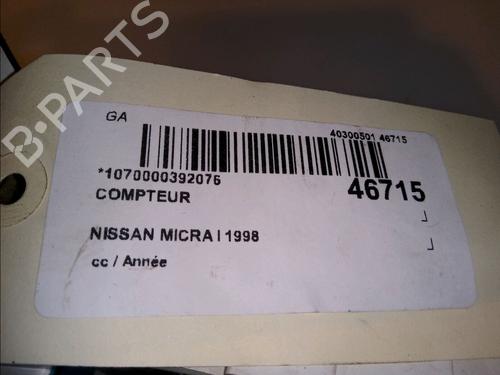 GA
40300501 46715
*1070000392076
46715
COMPTEUR
NISSAN MICRA I 1998
cc / Année
B-PARTS